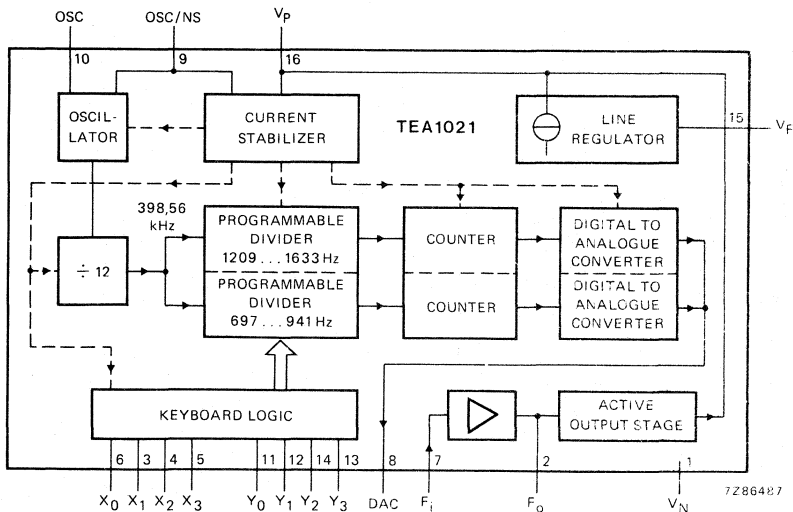 OSC OSC/NS VP
10 9 16
OSCIL-
LATOR
CURRENT
STABILIZER
TEA1021
LINE
REGULATOR
15
VF
398,56
kHz
÷ 12
PROGRAMMABLE
DIVIDER
1209 ... 1633 Hz
PROGRAMMABLE
DIVIDER
697 ... 941 Hz
COUNTER
COUNTER
DIGITAL TO
ANALOGUE
CONVERTER
DIGITAL TO
ANALOGUE
CONVERTER
KEYBOARD LOGIC
ACTIVE
OUTPUT STAGE
6 3 4 5 11 12 14 13 8 7 2 1
X0 X1 X2 X3 Y0 Y1 Y2 Y3 DAC Fi Fo VN
7Z86487